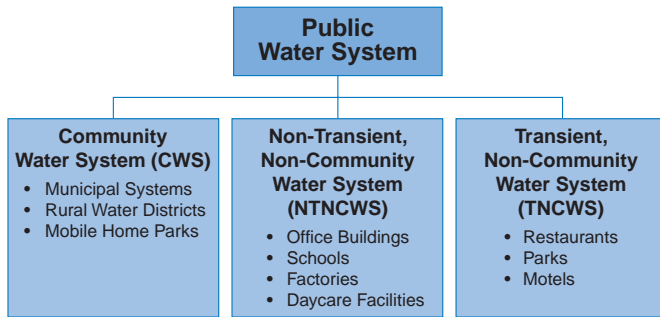 Public
Water System
Community
Water System (CWS)
• Municipal Systems
• Rural Water Districts
• Mobile Home Parks
Non-Transient,
Non-Community
Water System
(NTNCWS)
• Office Buildings
• Schools
• Factories
• Daycare Facilities
Transient,
Non-Community
Water System
(TNCWS)
• Restaurants
• Parks
• Motels